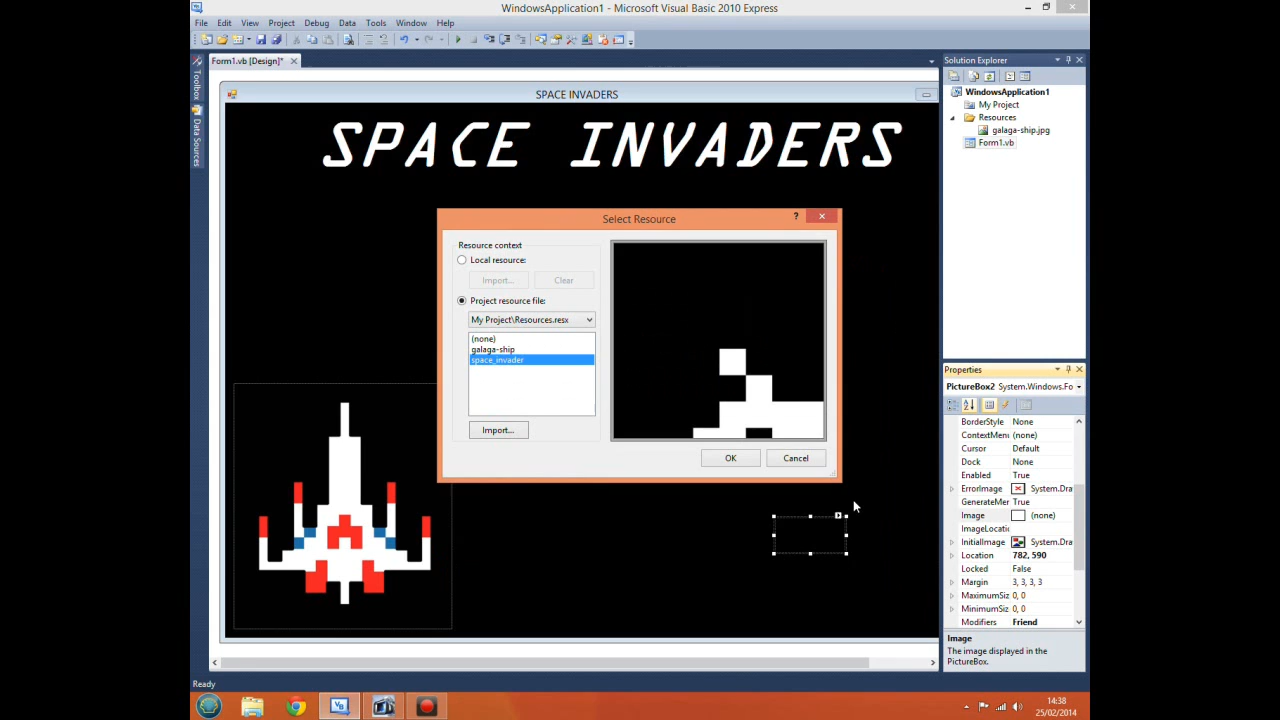 WindowsApplication1 - Microsoft Visual Basic 2010 Express
File Edit View Project Debug Data Tools Window Help
Form1.vb [Design]*
Toolbox
Data Sources
SPACE INVADERS
SPACE INVADERS
Select Resource
Resource context
Local resource:
Import...
Clear
Project resource file:
My Project\Resources.resx
(none)
galaga-ship
space_invader
Import...
OK
Cancel
Solution Explorer
WindowsApplication1
My Project
Resources
galaga-ship.jpg
Form1.vb
Properties
PictureBox2 System.Windows.Fo
BorderStyle None
ContextMenu (none)
Cursor Default
Dock None
Enabled True
ErrorImage System.Dra
GenerateMer True
Image (none)
ImageLocati
InitialImage System.Dra
Location 782, 590
Locked False
Margin 3, 3, 3, 3
MaximumSiz 0, 0
MinimumSiz 0, 0
Modifiers Friend
Image
The image displayed in the
PictureBox.
Ready
14:38
25/02/2014